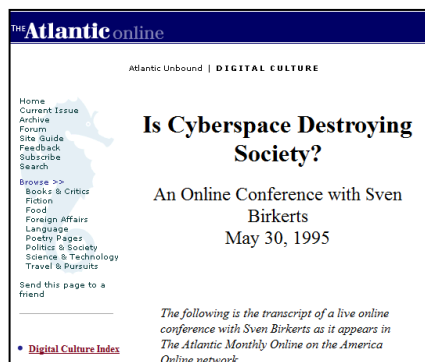 THE Atlantic online
Atlantic Unbound | DIGITAL CULTURE
Home
Current Issue
Archive
Forum
Site Guide
Feedback
Subscribe
Search
Browse >>
Books & Critics
Fiction
Food
Foreign Affairs
Language
Poetry Pages
Politics & Society
Science & Technology
Travel & Pursuits
Send this page to a
friend
Digital Culture Index
Is Cyberspace Destroying
Society?
An Online Conference with Sven
Birkerts
May 30, 1995
The following is the transcript of a live online
conference with Sven Birkerts as it appears in
The Atlantic Monthly Online on the America
Online network